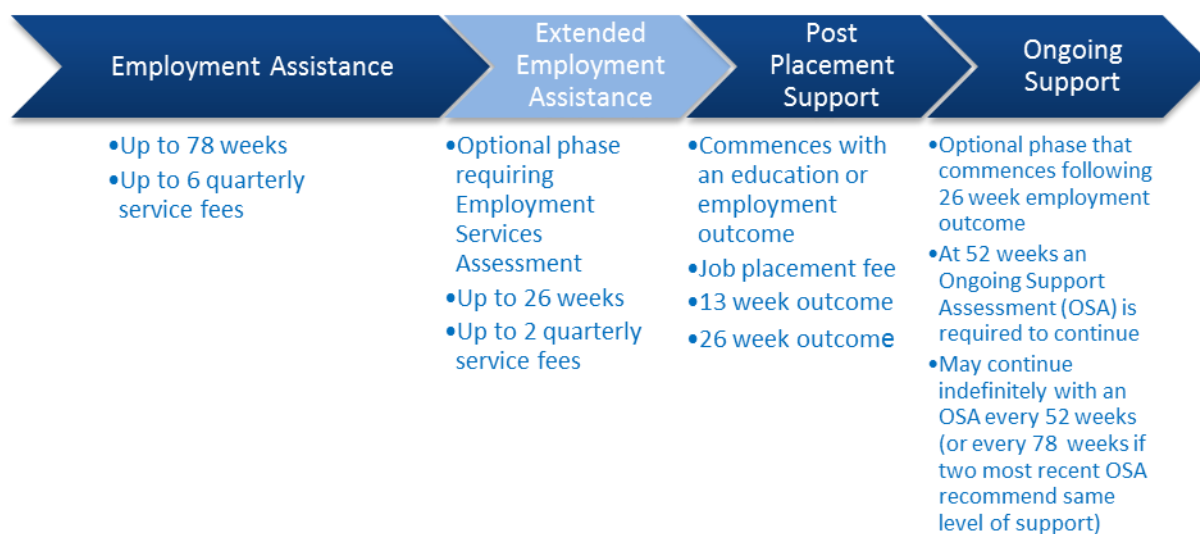 Employment Assistance
•Up to 78 weeks
•Up to 6 quarterly
service fees
Extended
Employment
Assistance
•Optional phase
requiring
Employment
Services
Assessment
•Up to 26 weeks
•Up to 2 quarterly
service fees
Post
Placement
Support
•Commences with
an education or
employment
outcome
•Job placement fee
•13 week outcome
•26 week outcome
Ongoing
Support
•Optional phase that
commences following
26 week employment
outcome
•At 52 weeks an
Ongoing Support
Assessment (OSA) is
required to continue
•May continue
indefinitely with an
OSA every 52 weeks
(or every 78 weeks if
two most recent OSA
recommend same
level of support)